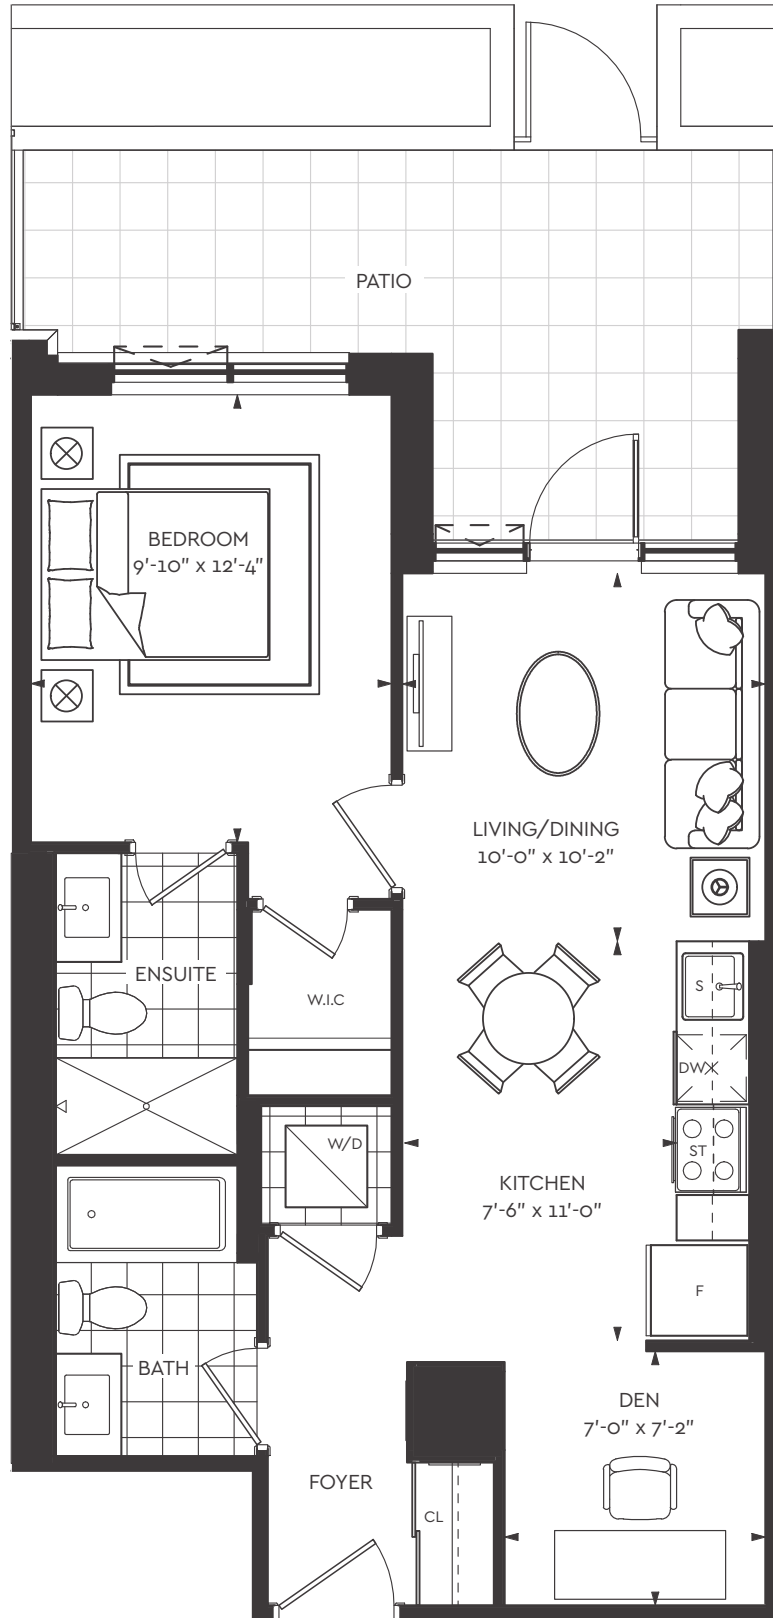 PATIO
BEDROOM
9'-10" x 12'-4"
LIVING/DINING
10'-0" x 10'-2"
ENSUITE
W.I.C
S
DW
W/D
ST
KITCHEN
7'-6" x 11'-0"
F
BATH
DEN
7'-0" x 7'-2"
FOYER
CL